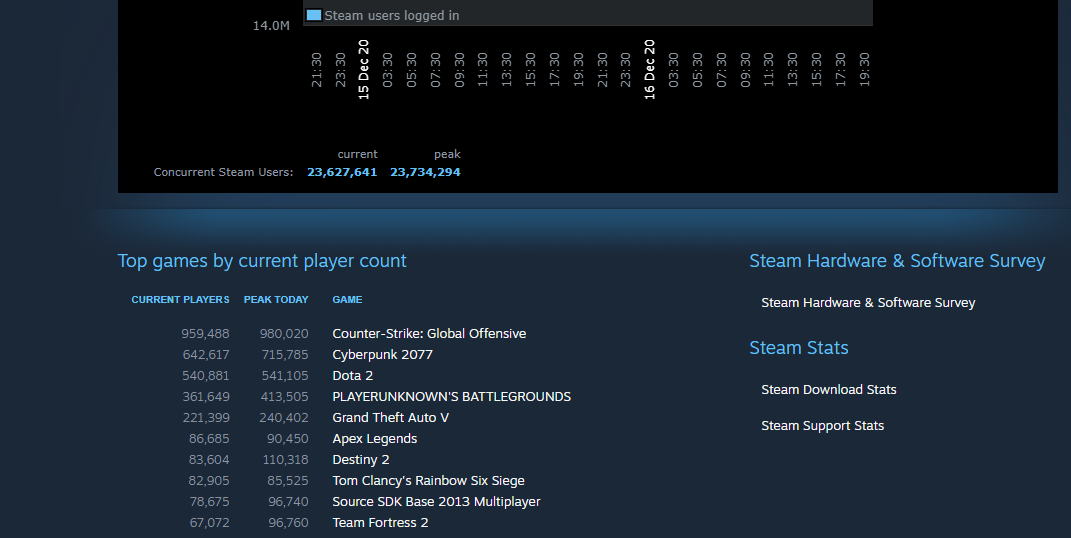 Steam users logged in
14.0M
21:30 23:30 15 Dec 20 03:30 05:30 07:30 09:30 11:30 13:30 15:30 17:30 19:30 21:30 23:30 16 Dec 20 03:30 05:30 07:30 09:30 11:30 13:30 15:30 17:30 19:30
current peak
Concurrent Steam Users: 23,627,641 23,734,294
Top games by current player count
CURRENT PLAYERS PEAK TODAY GAME
959,488 980,020 Counter-Strike: Global Offensive
642,617 715,785 Cyberpunk 2077
540,881 541,105 Dota 2
361,649 413,505 PLAYERUNKNOWN'S BATTLEGROUNDS
221,399 240,402 Grand Theft Auto V
86,685 90,450 Apex Legends
83,604 110,318 Destiny 2
82,905 85,525 Tom Clancy's Rainbow Six Siege
78,675 96,740 Source SDK Base 2013 Multiplayer
67,072 96,760 Team Fortress 2
Steam Hardware & Software Survey
Steam Hardware & Software Survey
Steam Stats
Steam Download Stats
Steam Support Stats